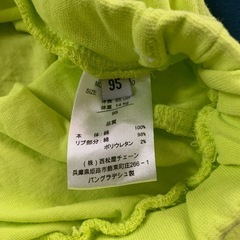 SIZE 95
品質
本 体 綿 100%
リブ部分 綿 98%
ポリウレタン 2%
(株)西松屋チェーン
兵庫県姫路市飾東町庄266-1
バングラデシュ製